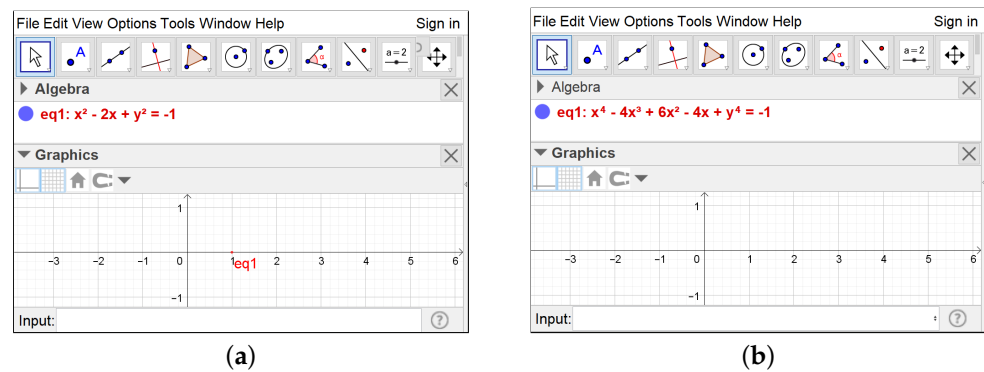 File Edit View Options Tools Window Help Sign in
A α a=2
Algebra
eq1: x² - 2x + y² = -1
Graphics
1
-3 -2 -1 0 1 2 3 4 5 6
eq1
-1
Input: ?
(a)
File Edit View Options Tools Window Help Sign in
A α a=2
Algebra
eq1: x⁴ - 4x³ + 6x² - 4x + y⁴ = -1
Graphics
1
-3 -2 -1 0 1 2 3 4 5 6
-1
Input: ?
(b)